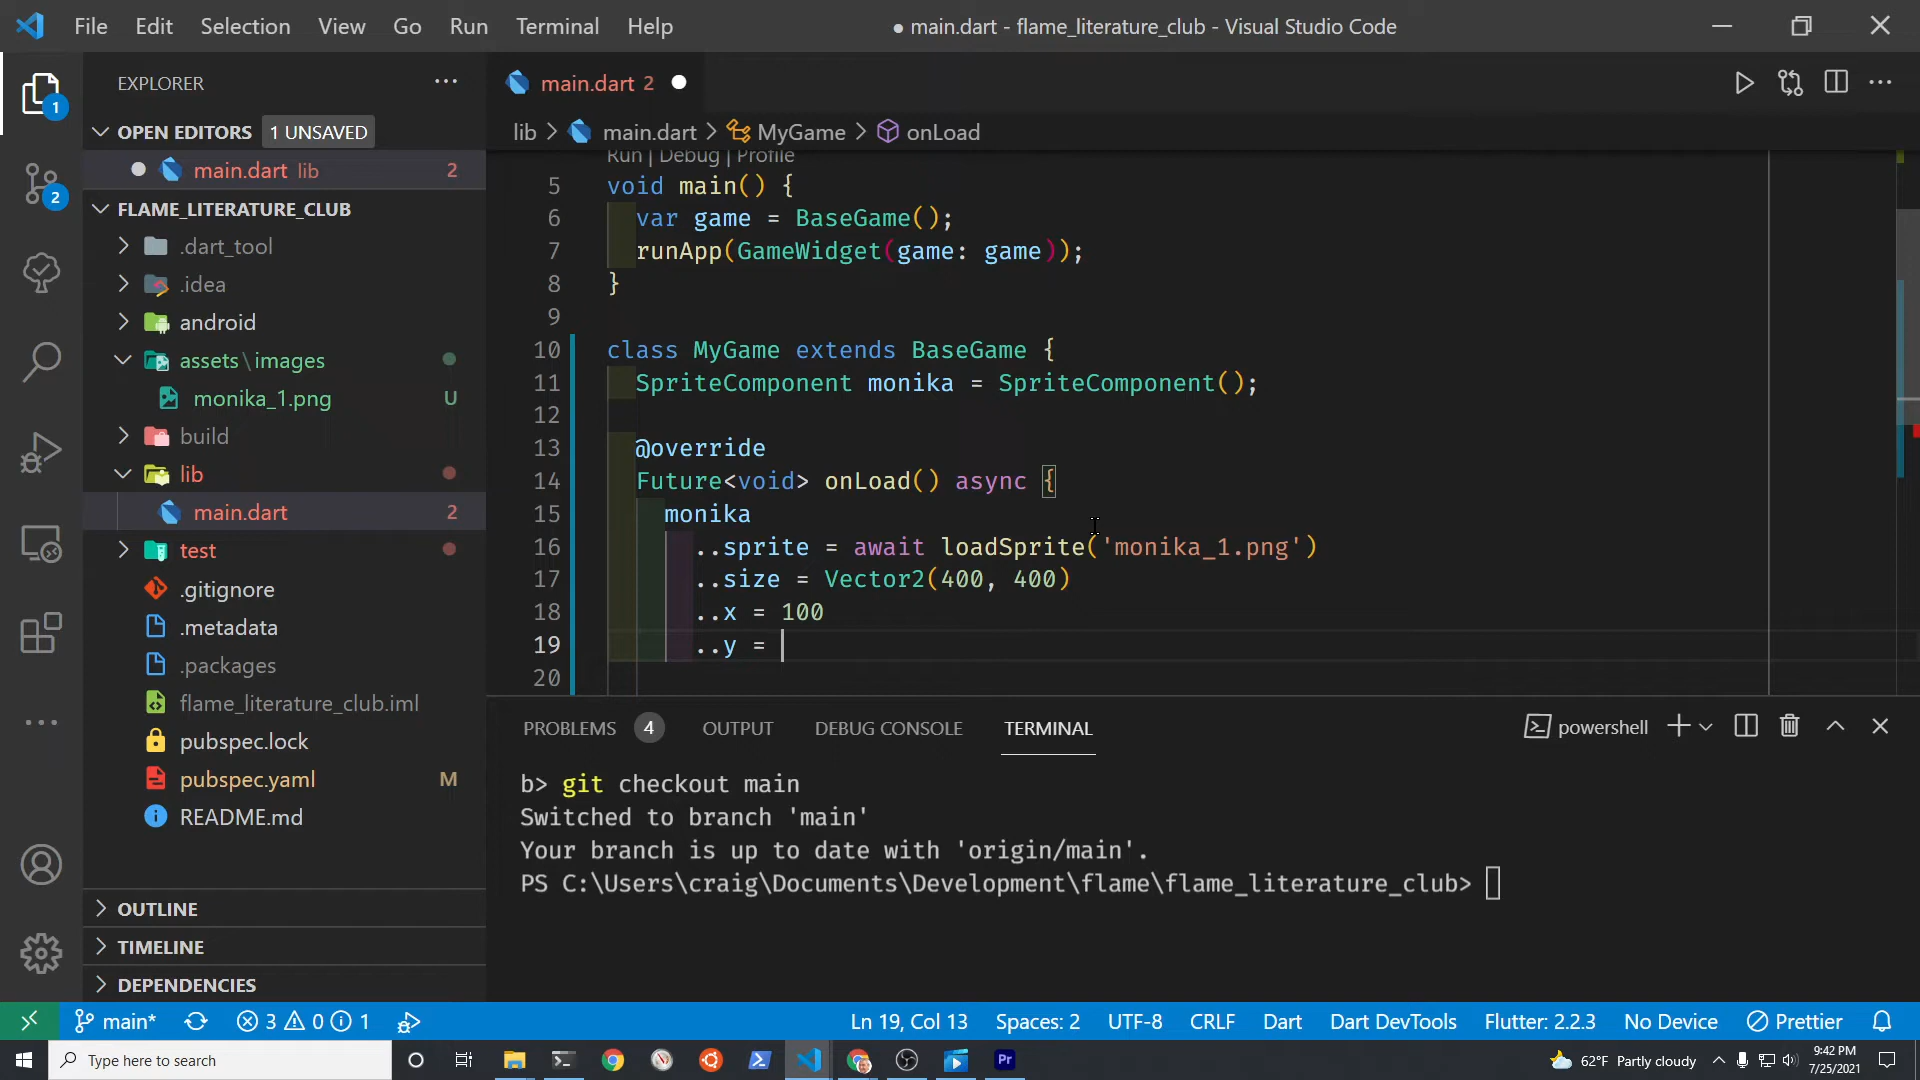 File Edit Selection View Go Run Terminal Help
● main.dart - flame_literature_club - Visual Studio Code
EXPLORER
OPEN EDITORS 1 UNSAVED
main.dart lib 2
FLAME_LITERATURE_CLUB
.dart_tool
.idea
android
assets\images
monika_1.png U
build
lib
main.dart 2
test
.gitignore
.metadata
.packages
flame_literature_club.iml
pubspec.lock
pubspec.yaml M
README.md
OUTLINE
TIMELINE
DEPENDENCIES
1
2
main.dart 2
lib > main.dart > MyGame > onLoad
Run | Debug | Profile
5 void main() {
6 var game = BaseGame();
7 runApp(GameWidget(game: game));
8 }
9
10 class MyGame extends BaseGame {
11 SpriteComponent monika = SpriteComponent();
12
13 @override
14 Future<void> onLoad() async {
15 monika
16 ..sprite = await loadSprite('monika_1.png')
17 ..size = Vector2(400, 400)
18 ..x = 100
19 ..y =
20
PROBLEMS 4 OUTPUT DEBUG CONSOLE TERMINAL
powershell
b> git checkout main
Switched to branch 'main'
Your branch is up to date with 'origin/main'.
PS C:\Users\craig\Documents\Development\flame\flame_literature_club>
main* 3 0 1
Ln 19, Col 13 Spaces: 2 UTF-8 CRLF Dart Dart DevTools Flutter: 2.2.3 No Device Prettier
Type here to search
Pr
62°F Partly cloudy
9:42 PM
7/25/2021